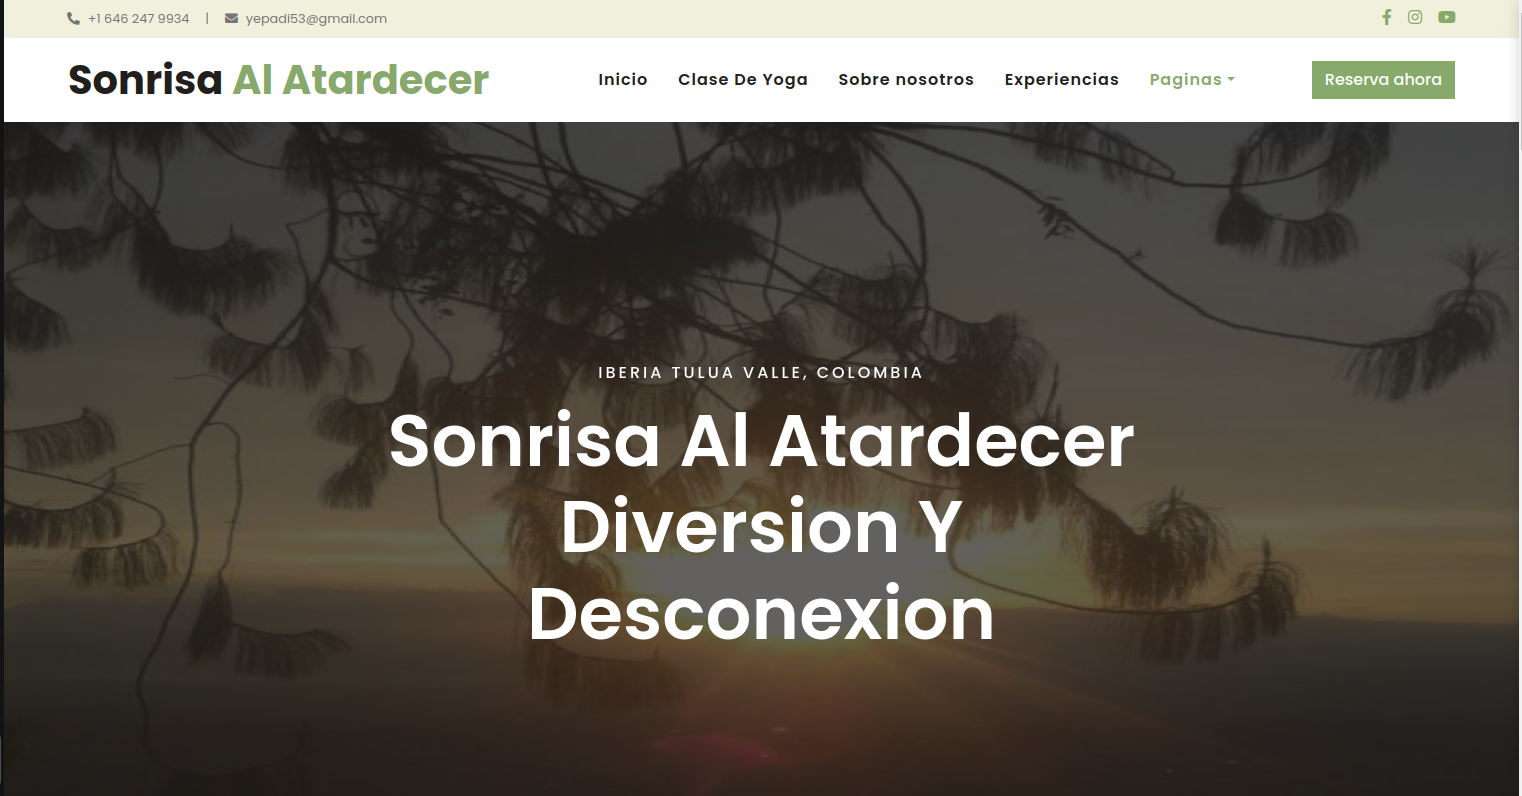 +1 646 247 9934 | yepadi53@gmail.com
Sonrisa Al Atardecer
Inicio Clase De Yoga Sobre nosotros Experiencias Paginas
Reserva ahora
IBERIA TULUA VALLE, COLOMBIA
Sonrisa Al Atardecer
Diversion Y
Desconexion